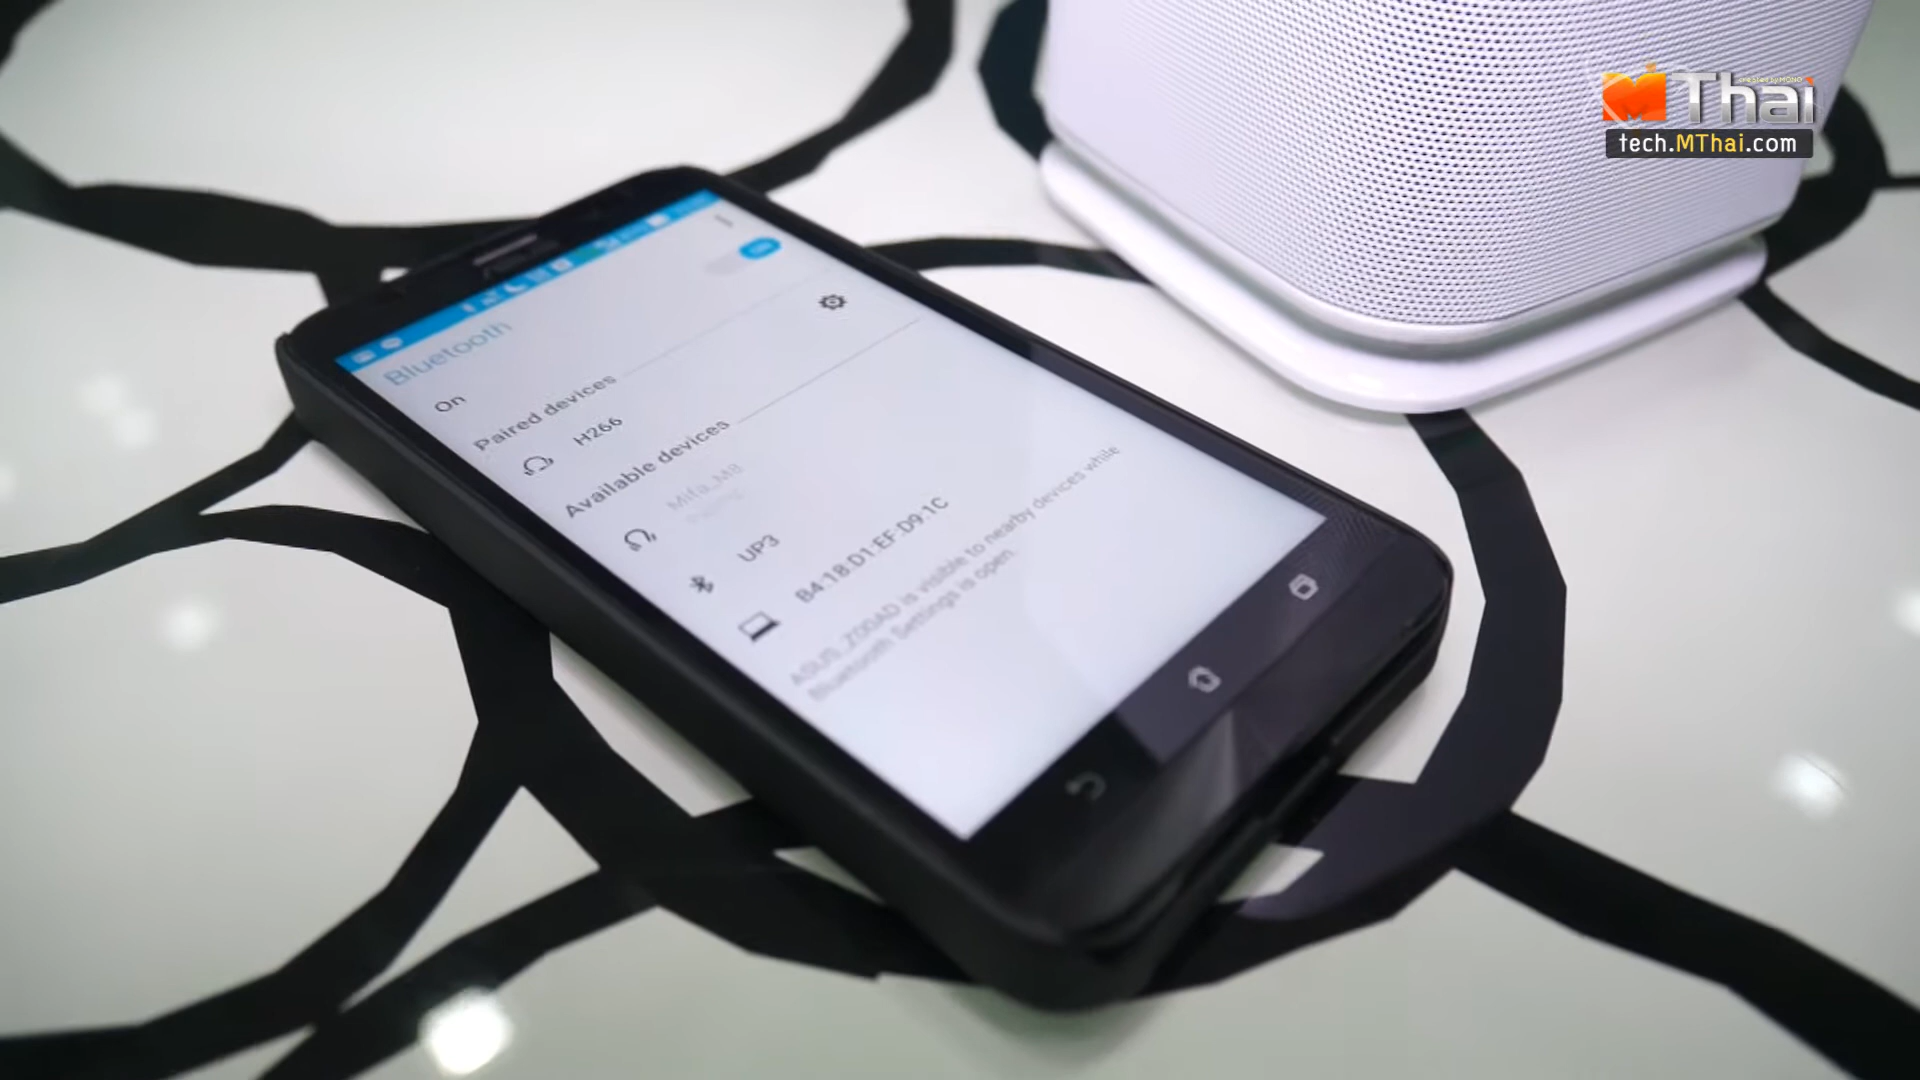 MThai
tech.MThai.com
Bluetooth
On
Paired devices
H266
Available devices
Mifa_M8
UP3
B4:18:D1:EF:D9:1C
ASUS_Z00AD is visible to nearby devices while
Bluetooth Settings is open.